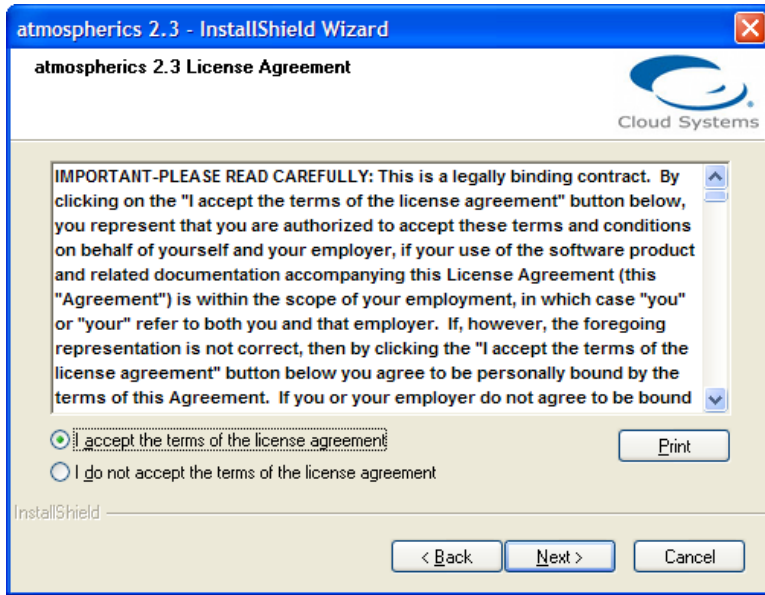 atmospherics 2.3 - InstallShield Wizard
atmospherics 2.3 License Agreement
Cloud Systems
IMPORTANT-PLEASE READ CAREFULLY: This is a legally binding contract.  By
clicking on the "I accept the terms of the license agreement" button below,
you represent that you are authorized to accept these terms and conditions
on behalf of yourself and your employer, if your use of the software product
and related documentation accompanying this License Agreement (this
"Agreement") is within the scope of your employment, in which case "you"
or "your" refer to both you and that employer.  If, however, the foregoing
representation is not correct, then by clicking the "I accept the terms of the
license agreement" button below you agree to be personally bound by the
terms of this Agreement.  If you or your employer do not agree to be bound
I accept the terms of the license agreement
Print
I do not accept the terms of the license agreement
InstallShield
< Back
Next >
Cancel